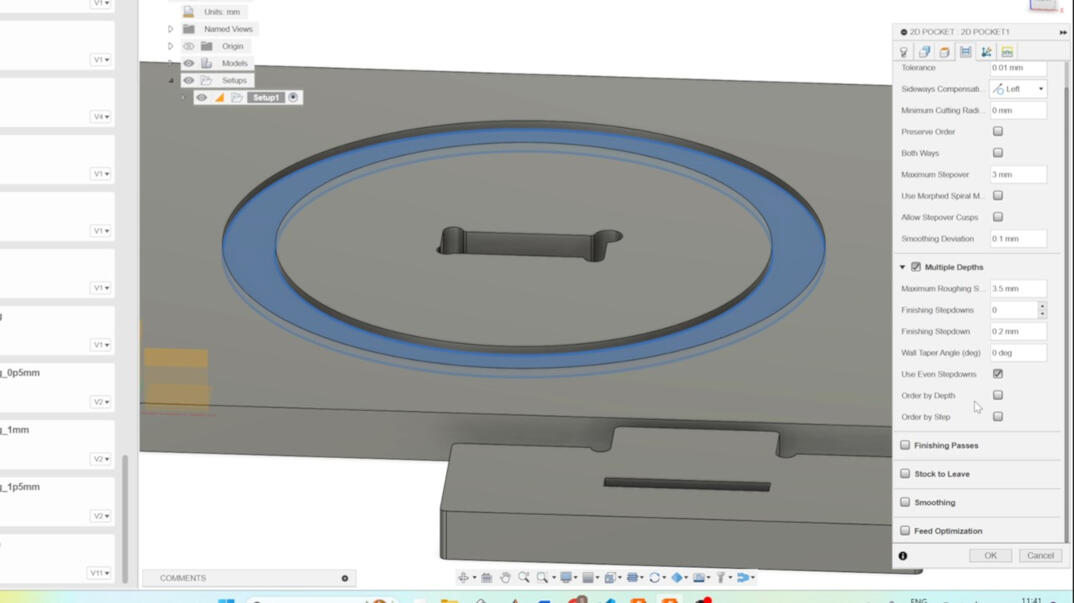 V1
V1
V4
V1
V1
V1
V1
_0p5mm
V2
_1mm
V2
_1p5mm
V2
V11
Units: mm
Named Views
Origin
Models
Setups
Setup1
2D POCKET : 2D POCKET1
Tolerance 0.01 mm
Sideways Compensati... Left
Minimum Cutting Radi... 0 mm
Preserve Order
Both Ways
Maximum Stepover 3 mm
Use Morphed Spiral M...
Allow Stepover Cusps
Smoothing Deviation 0.1 mm
Multiple Depths
Maximum Roughing S... 3.5 mm
Finishing Stepdowns 0
Finishing Stepdown 0.2 mm
Wall Taper Angle (deg) 0 deg
Use Even Stepdowns
Order by Depth
Order by Step
Finishing Passes
Stock to Leave
Smoothing
Feed Optimization
OK Cancel
COMMENTS
ENG 11:41